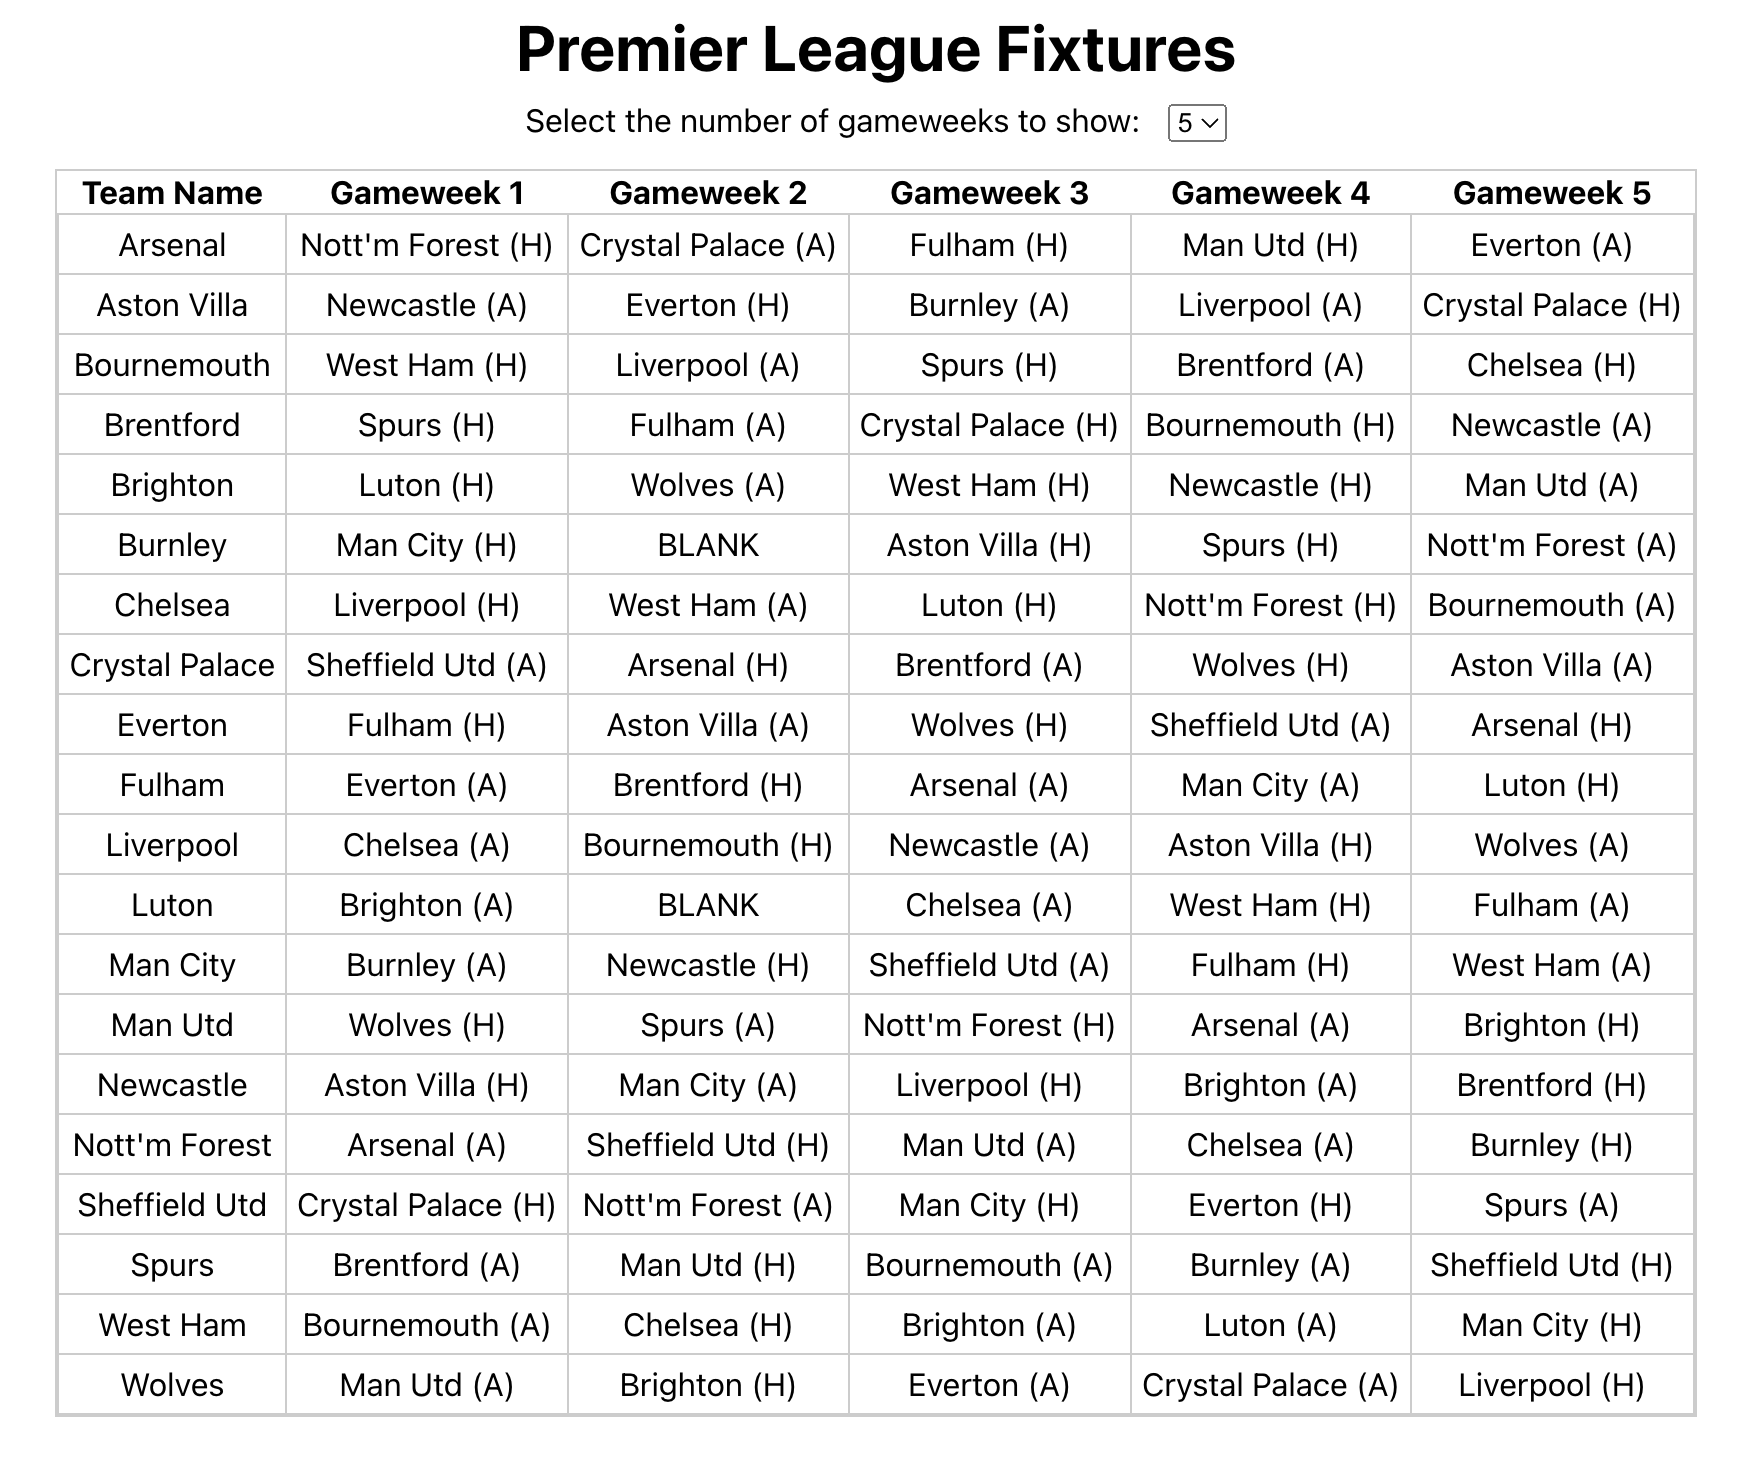 Premier League Fixtures
Select the number of gameweeks to show: 5
Team Name Gameweek 1 Gameweek 2 Gameweek 3 Gameweek 4 Gameweek 5
Arsenal Nott'm Forest (H) Crystal Palace (A) Fulham (H) Man Utd (H) Everton (A)
Aston Villa Newcastle (A) Everton (H) Burnley (A) Liverpool (A) Crystal Palace (H)
Bournemouth West Ham (H) Liverpool (A) Spurs (H) Brentford (A) Chelsea (H)
Brentford Spurs (H) Fulham (A) Crystal Palace (H) Bournemouth (H) Newcastle (A)
Brighton Luton (H) Wolves (A) West Ham (H) Newcastle (H) Man Utd (A)
Burnley Man City (H) BLANK Aston Villa (H) Spurs (H) Nott'm Forest (A)
Chelsea Liverpool (H) West Ham (A) Luton (H) Nott'm Forest (H) Bournemouth (A)
Crystal Palace Sheffield Utd (A) Arsenal (H) Brentford (A) Wolves (H) Aston Villa (A)
Everton Fulham (H) Aston Villa (A) Wolves (H) Sheffield Utd (A) Arsenal (H)
Fulham Everton (A) Brentford (H) Arsenal (A) Man City (A) Luton (H)
Liverpool Chelsea (A) Bournemouth (H) Newcastle (A) Aston Villa (H) Wolves (A)
Luton Brighton (A) BLANK Chelsea (A) West Ham (H) Fulham (A)
Man City Burnley (A) Newcastle (H) Sheffield Utd (A) Fulham (H) West Ham (A)
Man Utd Wolves (H) Spurs (A) Nott'm Forest (H) Arsenal (A) Brighton (H)
Newcastle Aston Villa (H) Man City (A) Liverpool (H) Brighton (A) Brentford (H)
Nott'm Forest Arsenal (A) Sheffield Utd (H) Man Utd (A) Chelsea (A) Burnley (H)
Sheffield Utd Crystal Palace (H) Nott'm Forest (A) Man City (H) Everton (H) Spurs (A)
Spurs Brentford (A) Man Utd (H) Bournemouth (A) Burnley (A) Sheffield Utd (H)
West Ham Bournemouth (A) Chelsea (H) Brighton (A) Luton (A) Man City (H)
Wolves Man Utd (A) Brighton (H) Everton (A) Crystal Palace (A) Liverpool (H)